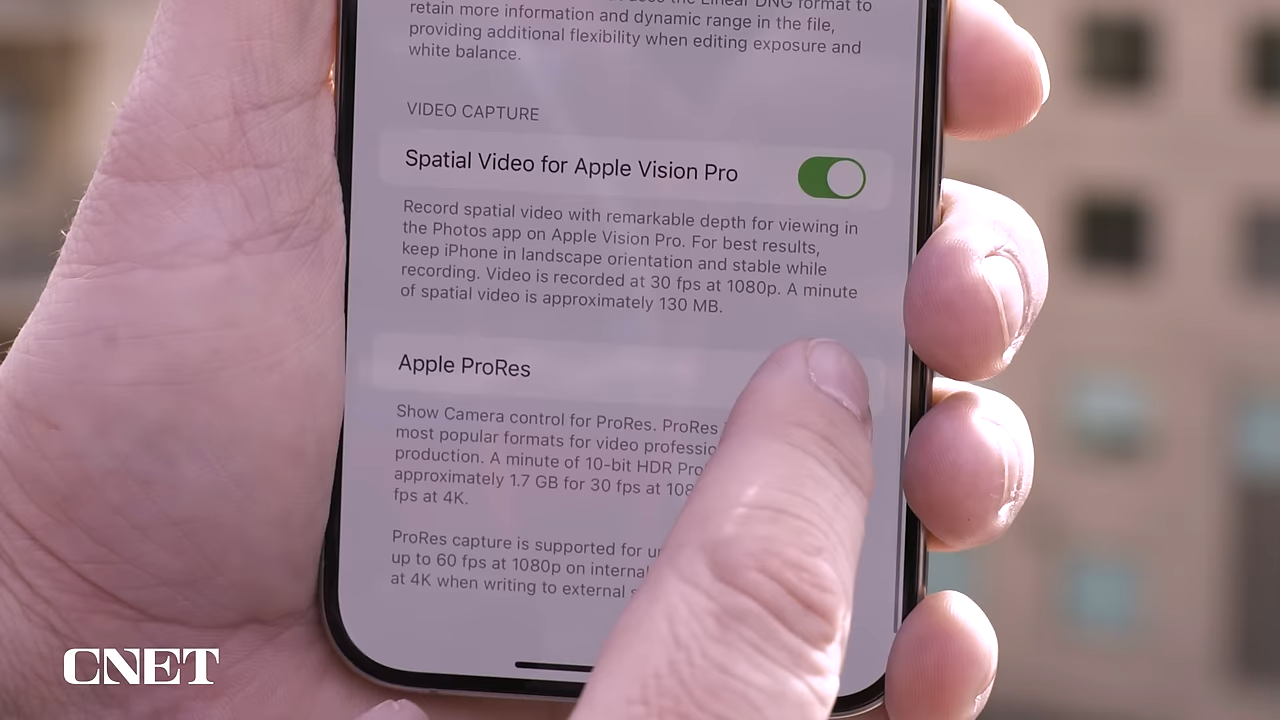 uses the Linear DNG format to
retain more information and dynamic range in the file,
providing additional flexibility when editing exposure and
white balance.
VIDEO CAPTURE
Spatial Video for Apple Vision Pro
Record spatial video with remarkable depth for viewing in
the Photos app on Apple Vision Pro. For best results,
keep iPhone in landscape orientation and stable while
recording. Video is recorded at 30 fps at 1080p. A minute
of spatial video is approximately 130 MB.
Apple ProRes
Show Camera control for ProRes. ProRes
most popular formats for video
production. A minute of 10-bit HDR
approximately 1.7 GB for 30 fps at
fps at 4K.
ProRes capture is supported for
up to 60 fps at 1080p on
at 4K when writing to external
CNET